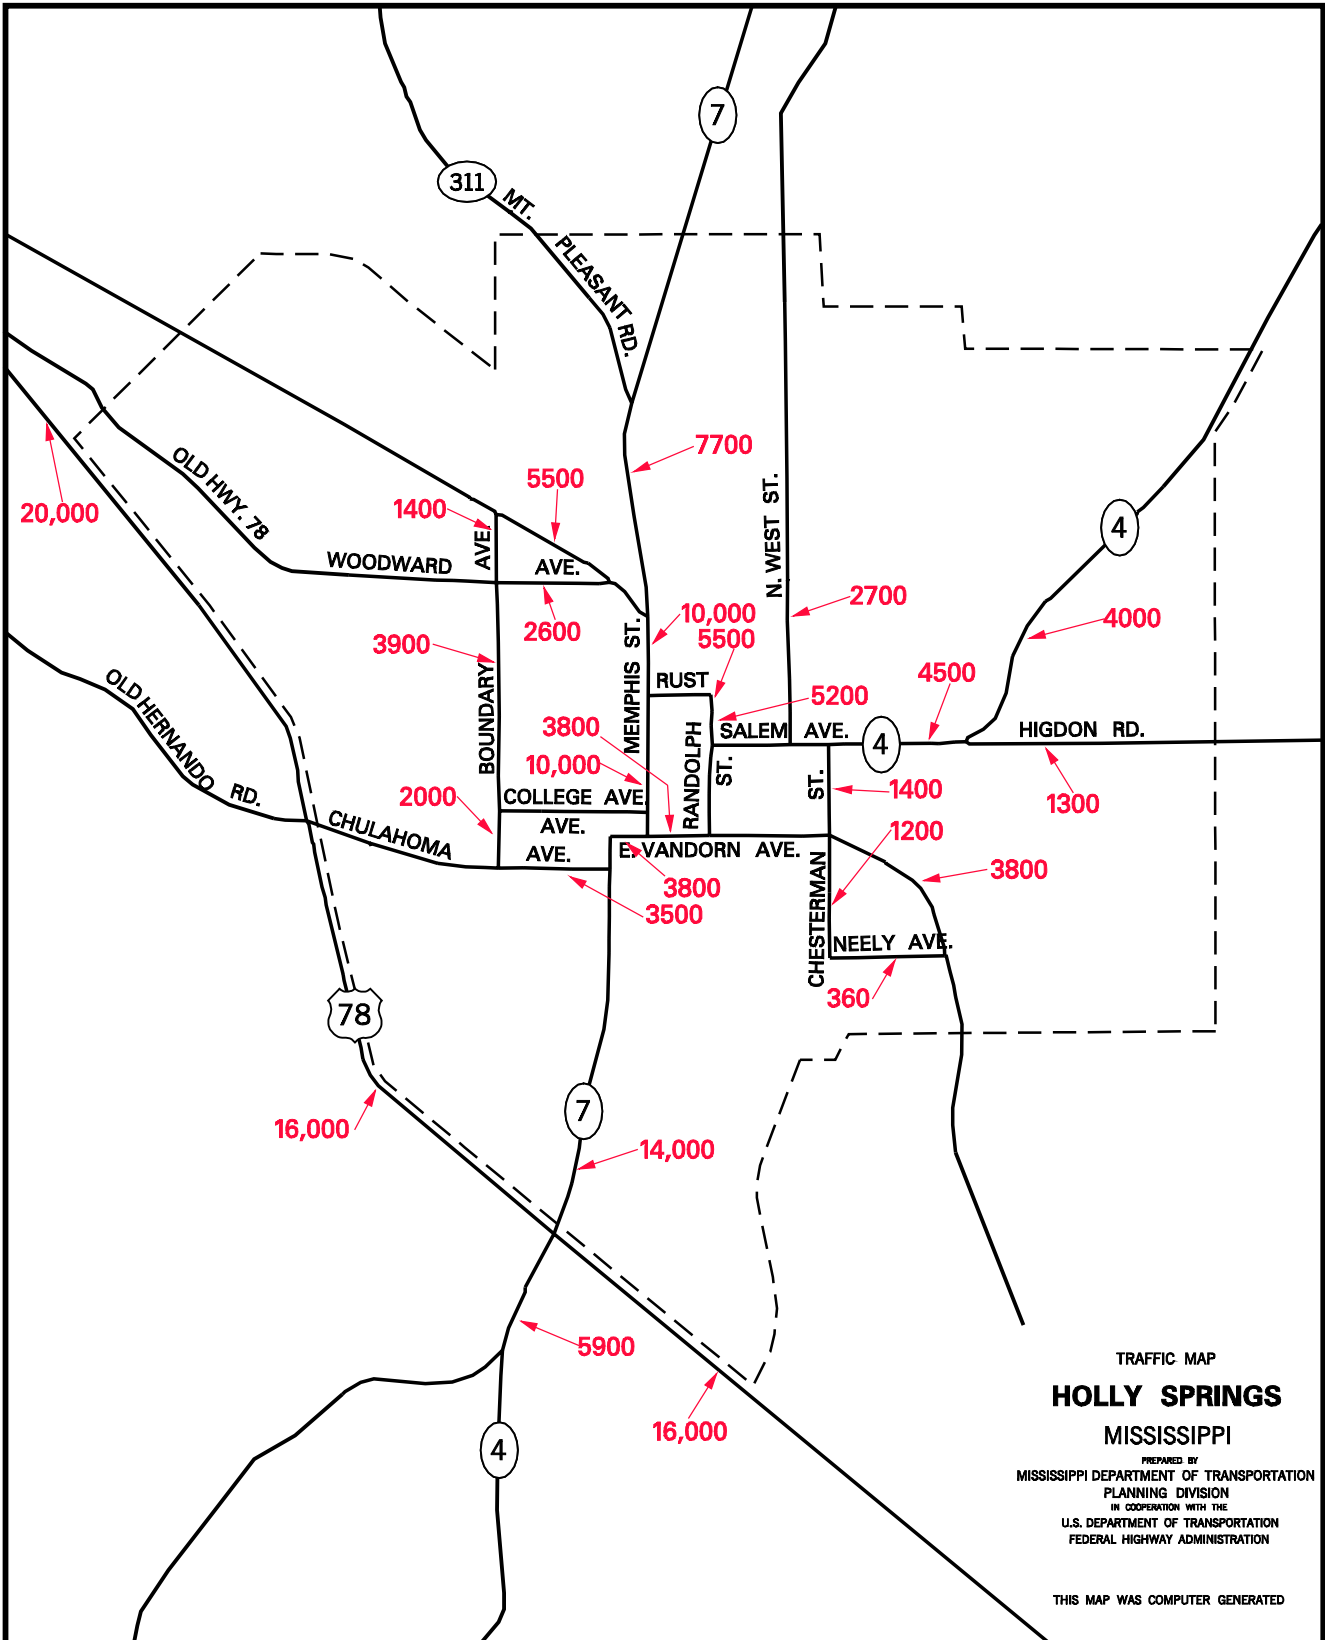 7
311
MT.
PLEASANT RD.
7700
5500
20,000
OLD HWY. 78
1400
AVE.
N. WEST ST.
4
WOODWARD
AVE.
2600
2700
10,000
5500
4000
3900
MEMPHIS ST.
RUST
4500
OLD HERNANDO
RD.
BOUNDARY
3800
5200
SALEM AVE.
4
HIGDON RD.
RANDOLPH
ST.
10,000
2000
COLLEGE AVE.
ST.
1400
1300
CHULAHOMA
AVE.
AVE.
E. VANDORN AVE.
1200
3800
3800
3500
CHESTERMAN
NEELY AVE.
360
78
7
16,000
14,000
5900
16,000
4
TRAFFIC MAP
HOLLY SPRINGS
MISSISSIPPI
PREPARED BY
MISSISSIPPI DEPARTMENT OF TRANSPORTATION
PLANNING DIVISION
IN COOPERATION WITH THE
U.S. DEPARTMENT OF TRANSPORTATION
FEDERAL HIGHWAY ADMINISTRATION
THIS MAP WAS COMPUTER GENERATED